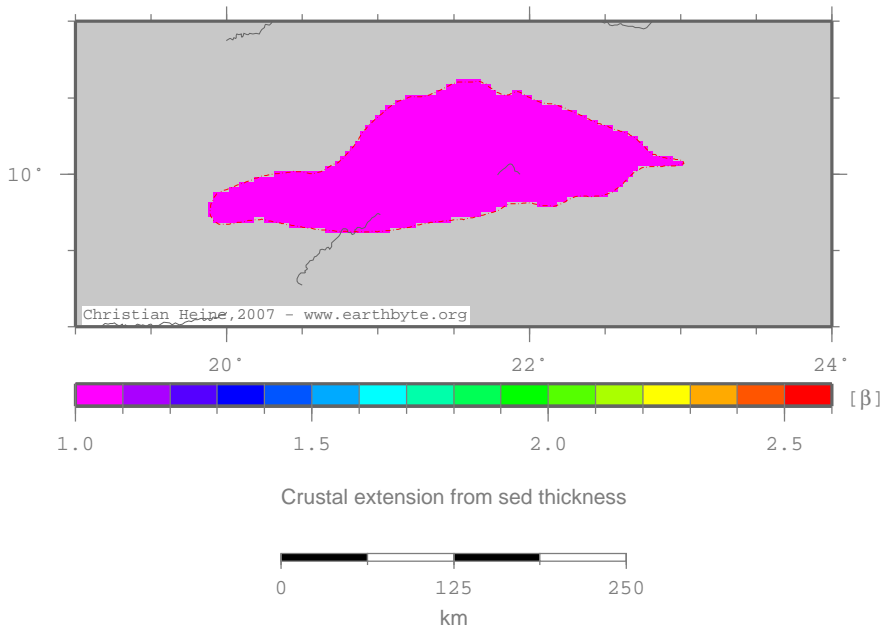 10°
Christian Heine,2007 - www.earthbyte.org
20° 22° 24°
[β]
1.0 1.5 2.0 2.5
Crustal extension from sed thickness
0 125 250
km